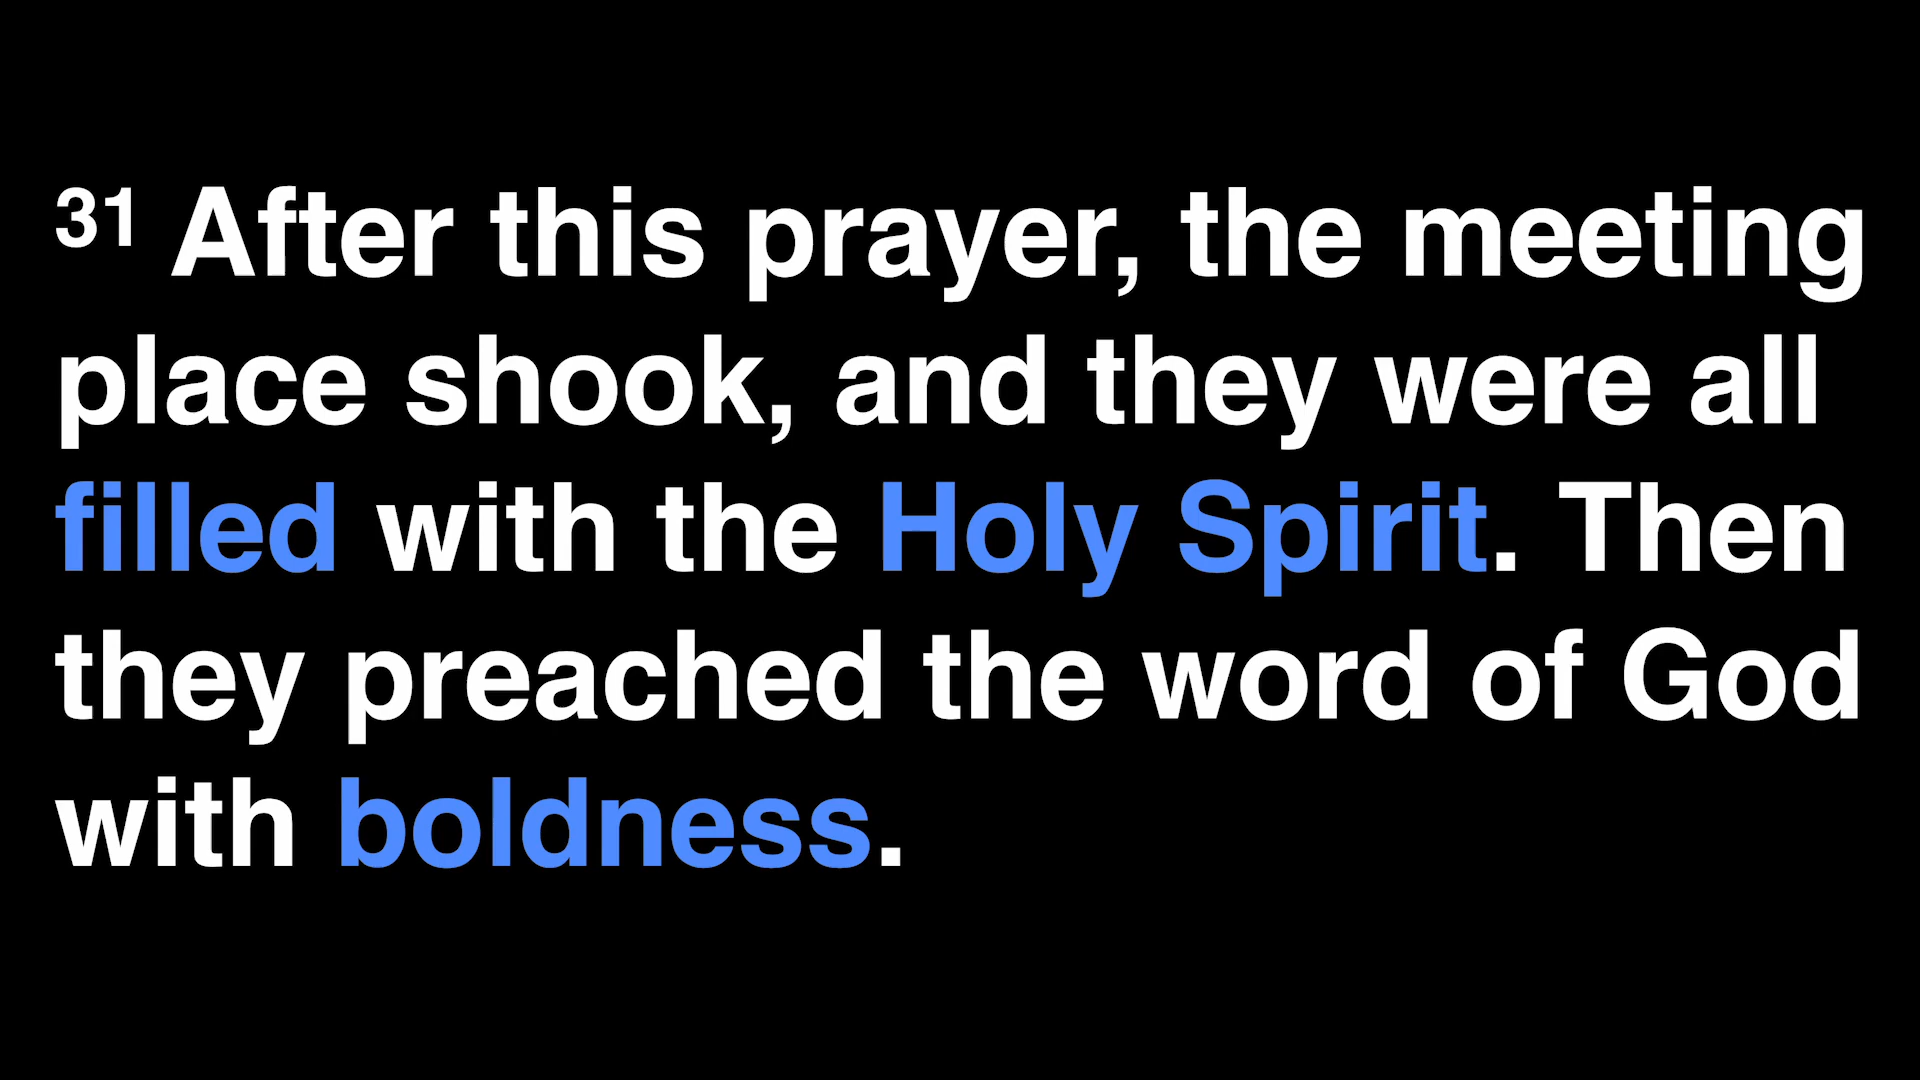 31 After this prayer, the meeting
place shook, and they were all
filled with the Holy Spirit. Then
they preached the word of God
with boldness.